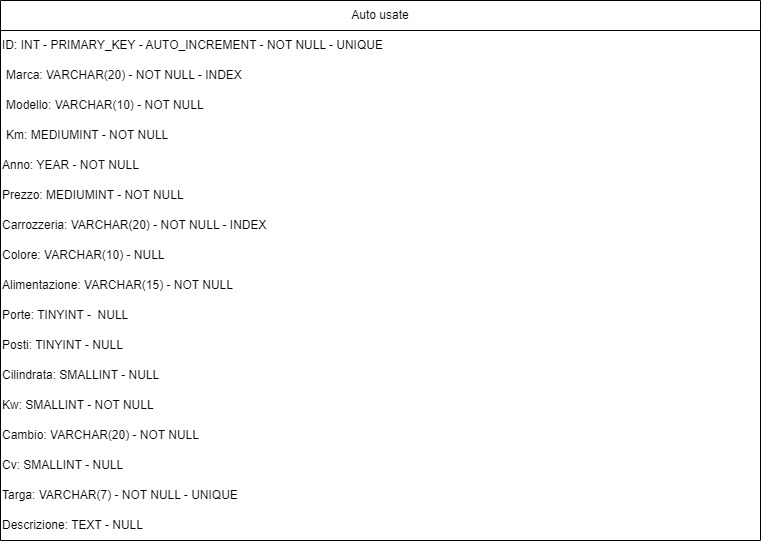 Auto usate
ID: INT - PRIMARY_KEY - AUTO_INCREMENT - NOT NULL - UNIQUE
Marca: VARCHAR(20) - NOT NULL - INDEX
Modello: VARCHAR(10) - NOT NULL
Km: MEDIUMINT - NOT NULL
Anno: YEAR - NOT NULL
Prezzo: MEDIUMINT - NOT NULL
Carrozzeria: VARCHAR(20) - NOT NULL - INDEX
Colore: VARCHAR(10) - NULL
Alimentazione: VARCHAR(15) - NOT NULL
Porte: TINYINT -  NULL
Posti: TINYINT - NULL
Cilindrata: SMALLINT - NULL
Kw: SMALLINT - NOT NULL
Cambio: VARCHAR(20) - NOT NULL
Cv: SMALLINT - NULL
Targa: VARCHAR(7) - NOT NULL - UNIQUE
Descrizione: TEXT - NULL